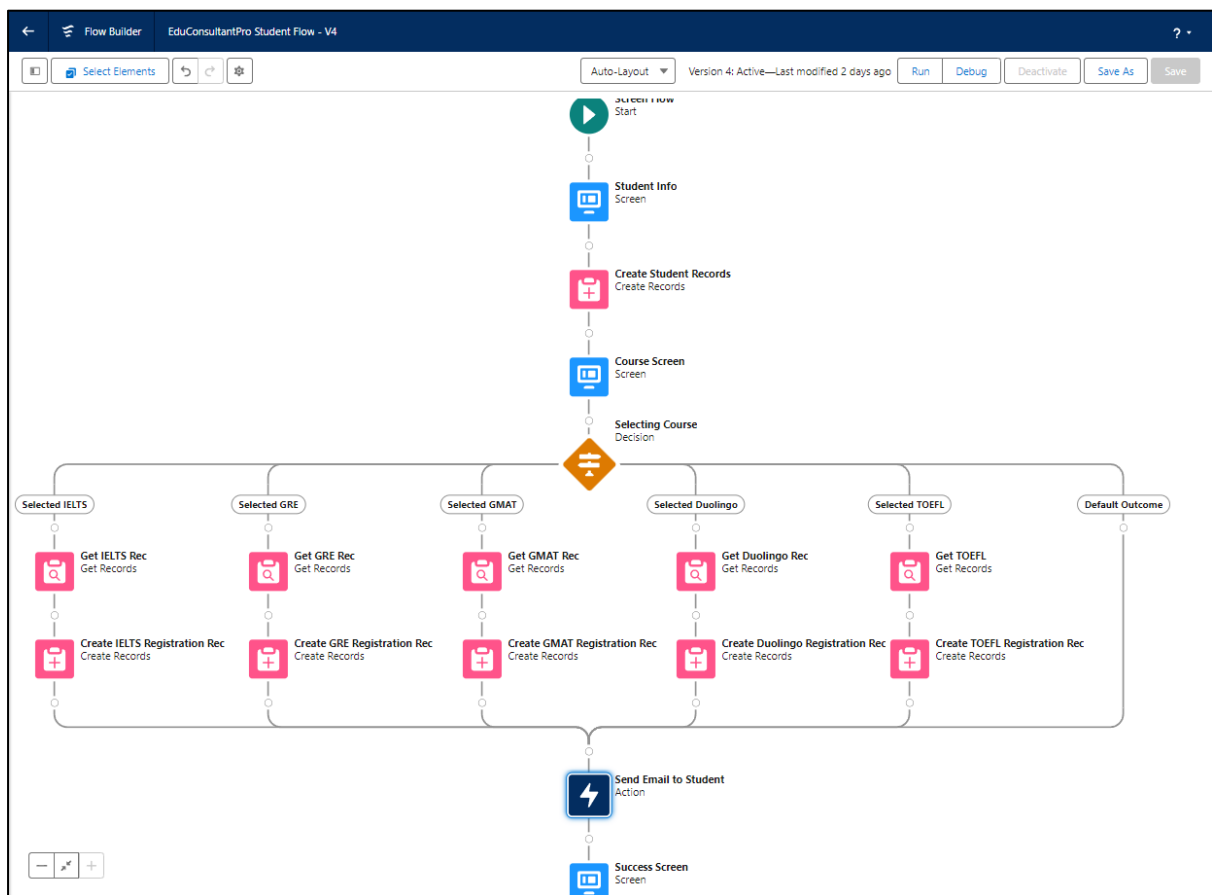 Flow Builder
EduConsultantPro Student Flow - V4
?
Select Elements
Auto-Layout
Version 4: Active—Last modified 2 days ago
Run
Debug
Deactivate
Save As
Save
Screen Flow
Start
Student Info
Screen
Create Student Records
Create Records
Course Screen
Screen
Selecting Course
Decision
Selected IELTS
Selected GRE
Selected GMAT
Selected Duolingo
Selected TOEFL
Default Outcome
Get IELTS Rec
Get Records
Get GRE Rec
Get Records
Get GMAT Rec
Get Records
Get Duolingo Rec
Get Records
Get TOEFL
Get Records
Create IELTS Registration Rec
Create Records
Create GRE Registration Rec
Create Records
Create GMAT Registration Rec
Create Records
Create Duolingo Registration Rec
Create Records
Create TOEFL Registration Rec
Create Records
Send Email to Student
Action
Success Screen
Screen